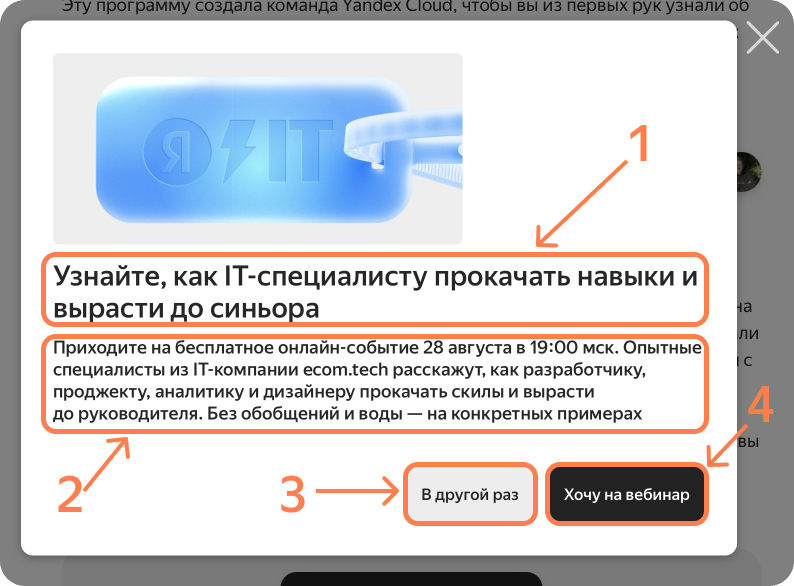 Эту программу создала команда Yandex Cloud, чтобы вы из первых рук узнали об
Я IT
1
Узнайте, как IT-специалисту прокачать навыки и
вырасти до синьора
на
Приходите на бесплатное онлайн-событие 28 августа в 19:00 мск. Опытные
специалисты из IT-компании ecom.tech расскажут, как разработчику,
проджекту, аналитику и дизайнеру прокачать скилы и вырасти
до руководителя. Без обобщений и воды — на конкретных примерах
с
4
вы
2
3
В другой раз
Хочу на вебинар